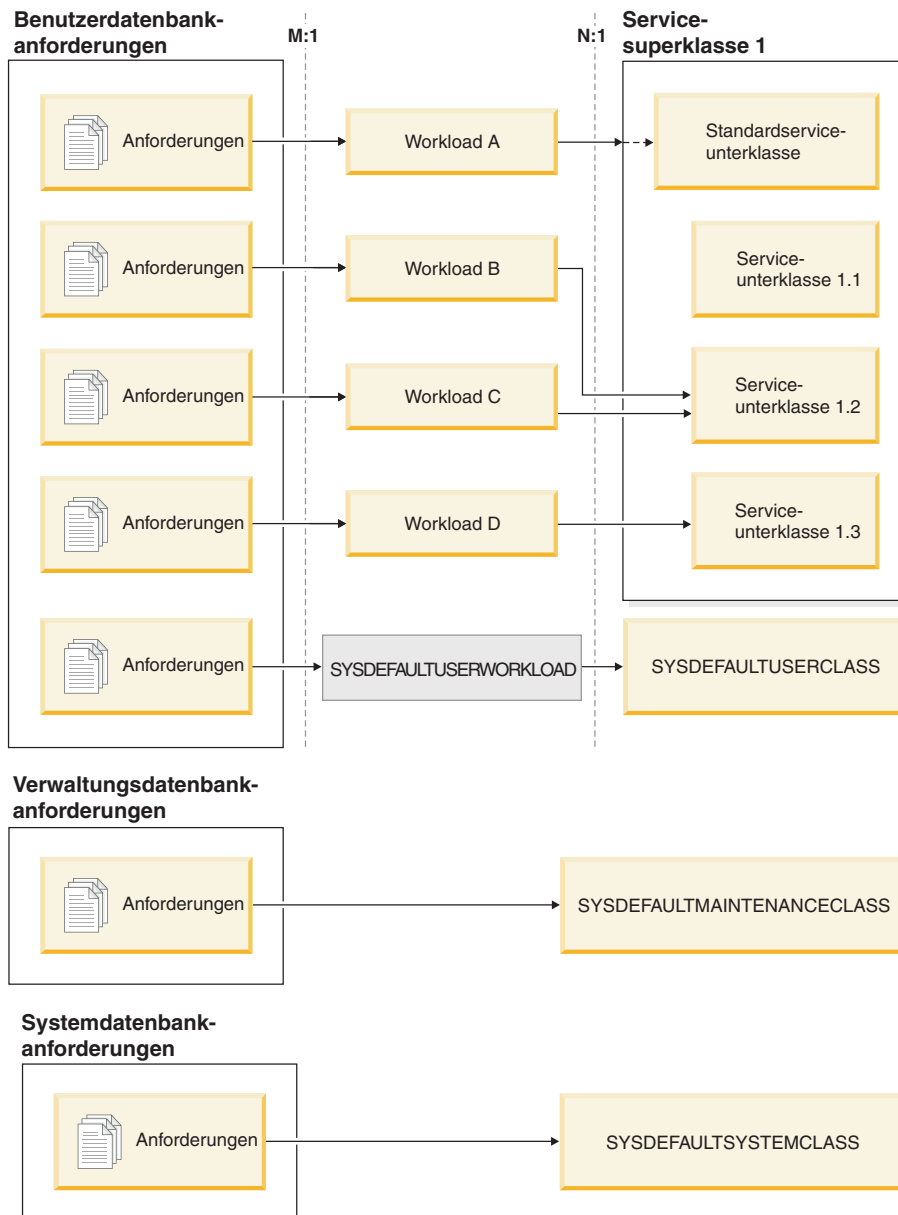 Benutzerdatenbank-
anforderungen
M:1
N:1
Service-
superklasse 1
Anforderungen
Workload A
Standardservice-
unterklasse
Anforderungen
Workload B
Service-
unterklasse 1.1
Anforderungen
Workload C
Service-
unterklasse 1.2
Anforderungen
Workload D
Service-
unterklasse 1.3
Anforderungen
SYSDEFAULTUSERWORKLOAD
SYSDEFAULTUSERCLASS
Verwaltungsdatenbank-
anforderungen
Anforderungen
SYSDEFAULTMAINTENANCECLASS
Systemdatenbank-
anforderungen
Anforderungen
SYSDEFAULTSYSTEMCLASS